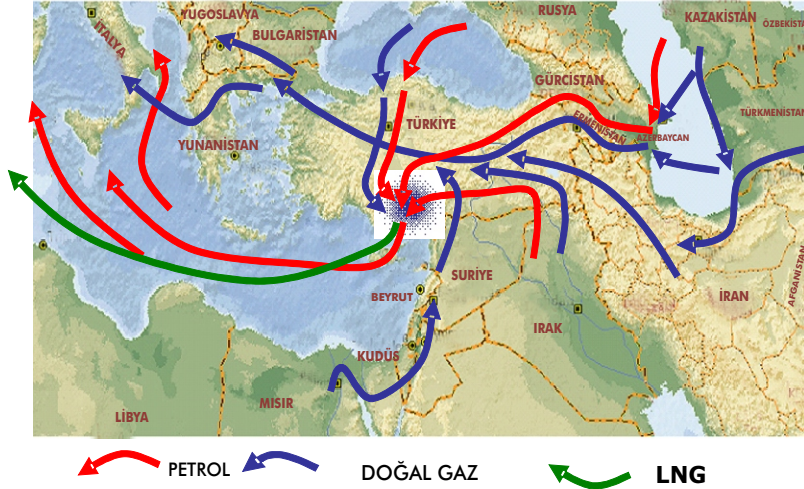 RUSYA
KAZAKİSTAN
YUGOSLAVYA
ÖZBEKİSTA
İTALYA
BULGARİSTAN
GÜRCİSTAN
TÜRKMENİSTAN
TÜRKİYE
ERMENİSTAN
AZERBAYCAN
YUNANİSTAN
SURİYE
AFGANİSTAN
BEYRUT
İRAN
IRAK
KUDÜS
MISIR
LİBYA
PETROL
DOĞAL GAZ
LNG